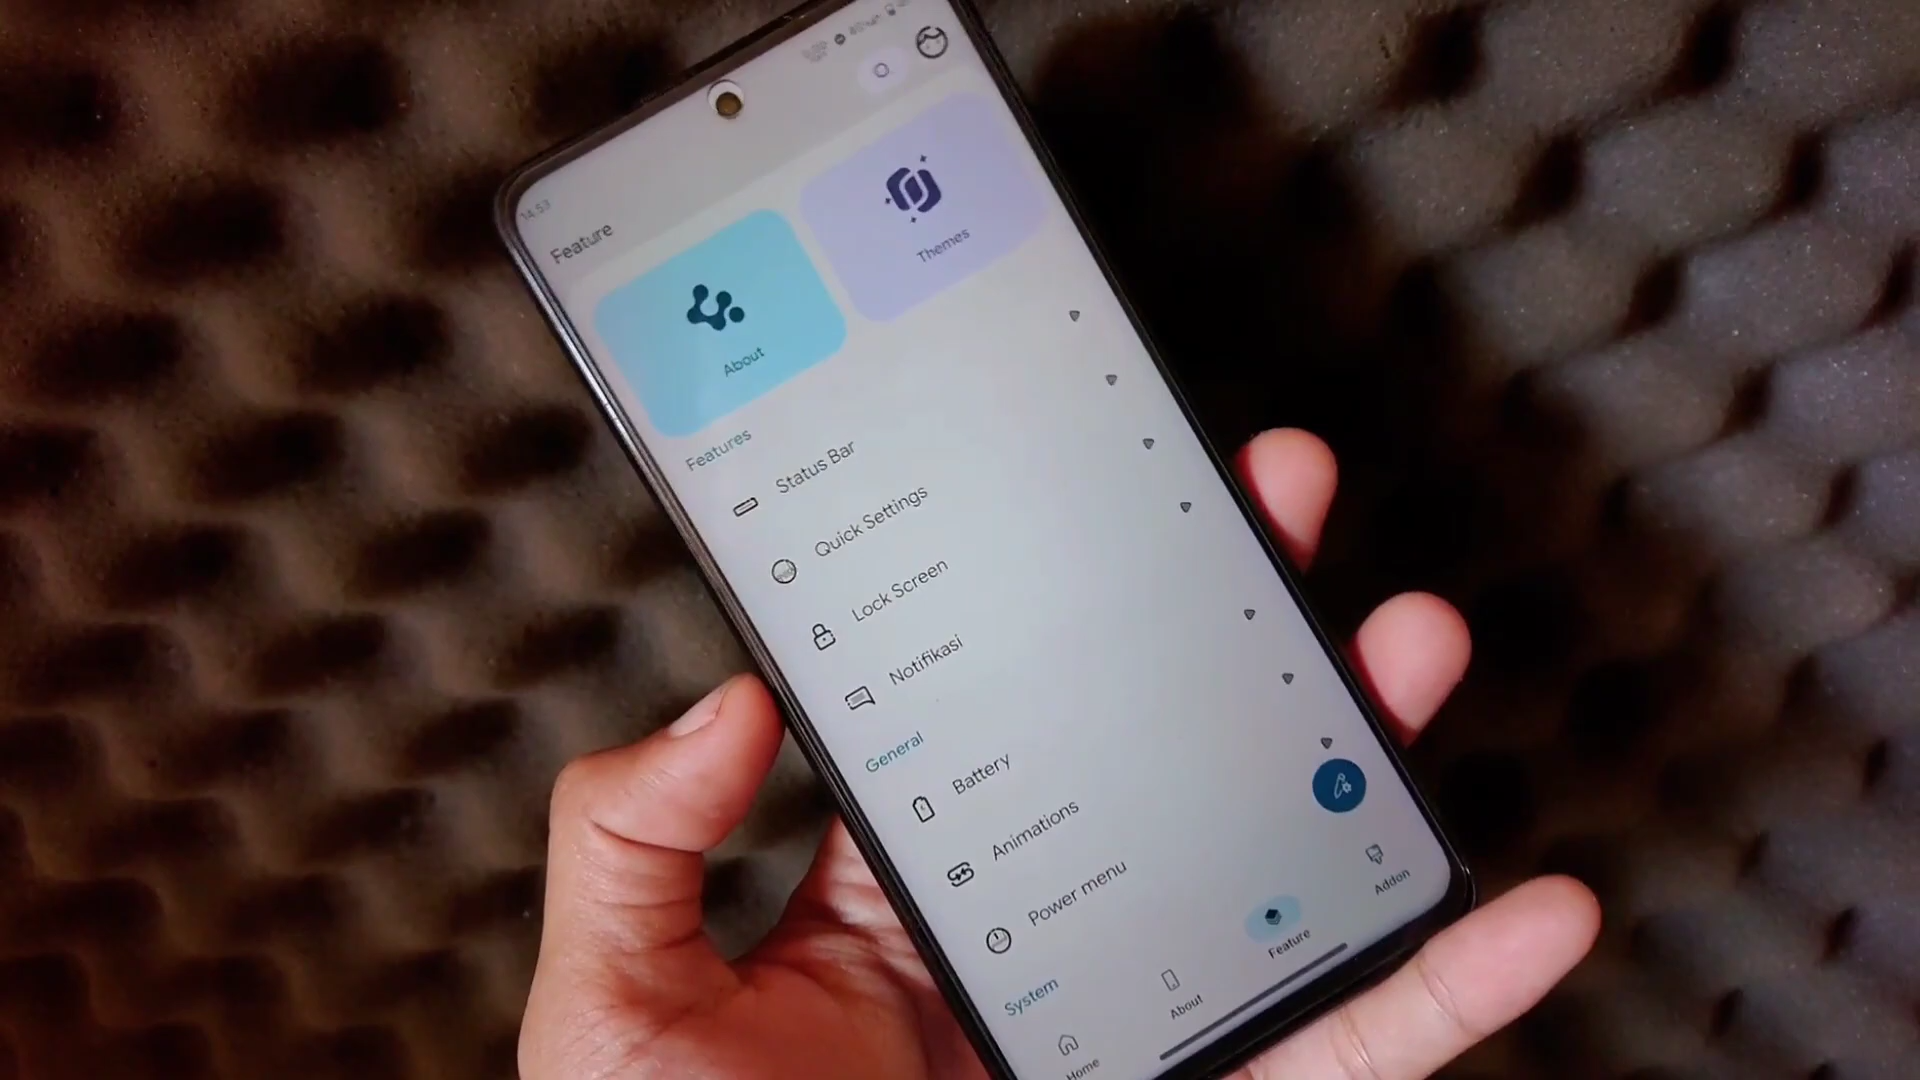 14:53
Feature
About
Themes
Features
Status Bar
Quick Settings
Lock Screen
Notifikasi
General
Battery
Animations
Power menu
System
Home
About
Feature
Addon